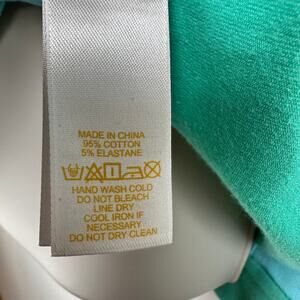 MADE IN CHINA
95% COTTON
5% ELASTANE
HAND WASH COLD
DO NOT BLEACH
LINE DRY
COOL IRON IF
NECESSARY
DO NOT DRY CLEAN